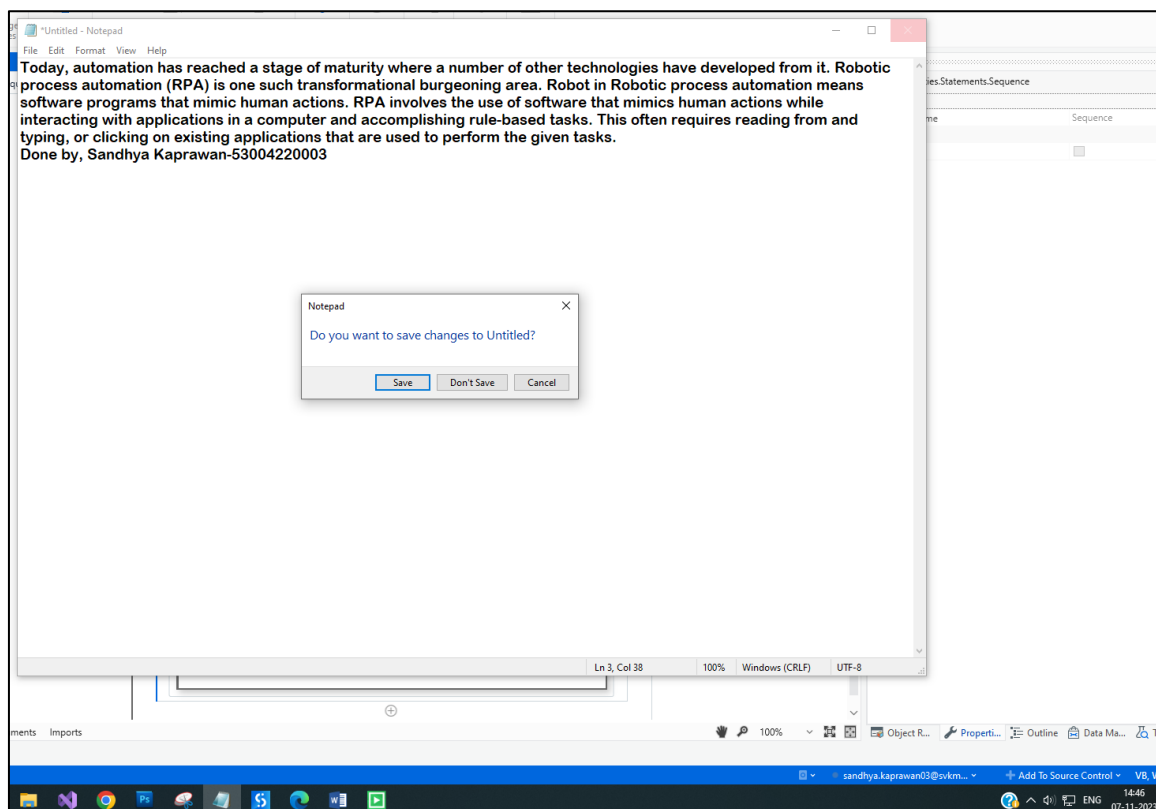 *Untitled - Notepad
File Edit Format View Help
Today, automation has reached a stage of maturity where a number of other technologies have developed from it. Robotic
process automation (RPA) is one such transformational burgeoning area. Robot in Robotic process automation means
software programs that mimic human actions. RPA involves the use of software that mimics human actions while
interacting with applications in a computer and accomplishing rule-based tasks. This often requires reading from and
typing, or clicking on existing applications that are used to perform the given tasks.
Done by, Sandhya Kaprawan-53004220003
ies.Statements.Sequence
me Sequence
Notepad
Do you want to save changes to Untitled?
Save Don't Save Cancel
Ln 3, Col 38 100% Windows (CRLF) UTF-8
ments Imports 100% Object R... Properti... Outline Data Ma...
sandhya.kaprawan03@svkm... Add To Source Control VB,
Ps
ENG 14:46